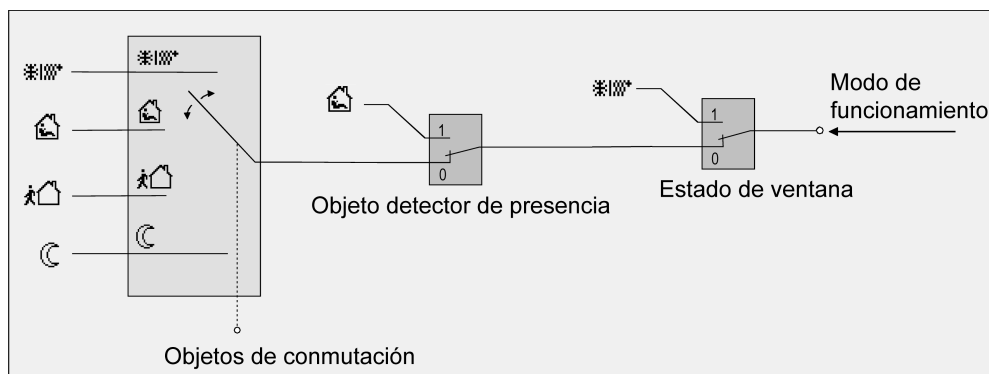 Modo de
funcionamiento
1
0
1
0
Objeto detector de presencia
Estado de ventana
Objetos de conmutación